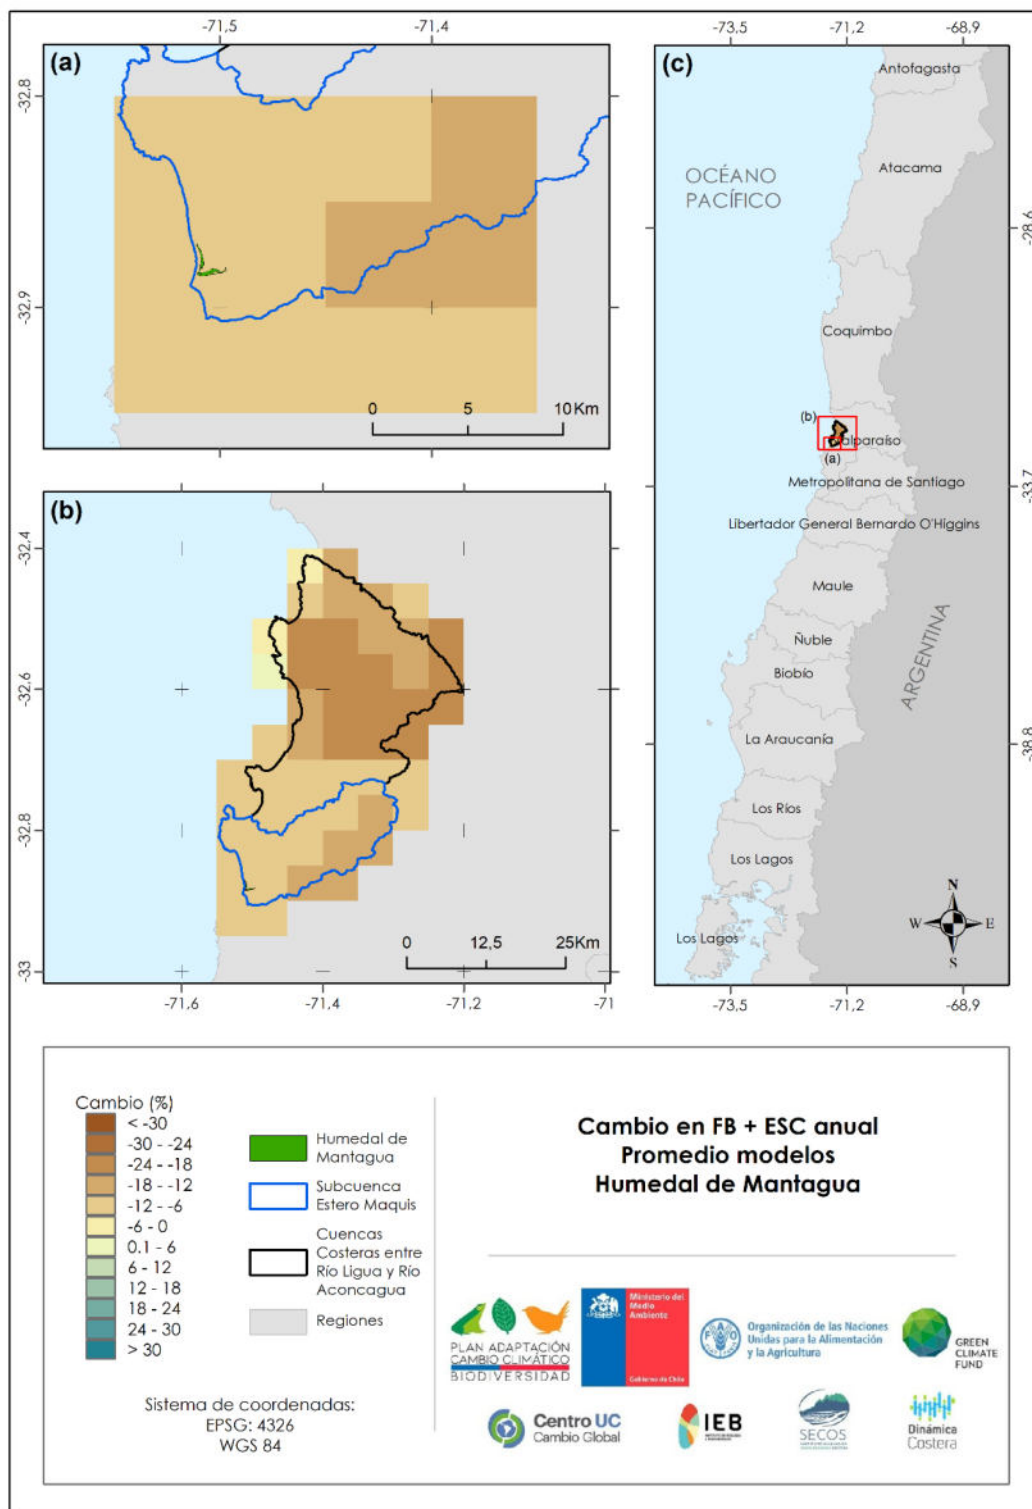 -71,5
-71,4
-73,5
-71,2
-68,9
(a)
-32.8
-32.9
0
5
10 Km
(b)
-32.4
-32.6
-32.8
-33
0
12,5
25Km
-71.6
-71.4
-71.2
-71
(c)
Antofagasta
OCÉANO
PACÍFICO
Atacama
-28.6
Coquimbo
(b)
alparaíso
(a)
Metropolitana de Santiago
-33.7
Libertador General Bernardo O'Higgins
Maule
Ñuble
Biobío
ARGENTINA
La Araucanía
-38.8
Los Ríos
Los Lagos
Los Lagos
N
W
E
S
-73,5
-71,2
-68,9
Cambio (%)
< -30
-30 - -24
-24 - -18
-18 - -12
-12 - -6
-6 - 0
0.1 - 6
6 - 12
12 - 18
18 - 24
24 - 30
> 30
Humedal de
Mantagua
Subcuenca
Estero Maquis
Cuencas
Costeras entre
Río Ligua y Río
Aconcagua
Regiones
Sistema de coordenadas:
EPSG: 4326
WGS 84
Cambio en FB + ESC anual
Promedio modelos
Humedal de Mantagua
PLAN ADAPTACIÓN
CAMBIO CLIMÁTICO
BIODIVERSIDAD
Ministerio del
Medio
Ambiente
Gobierno de Chile
FAO
Organización de las Naciones
Unidas para la Alimentación
y la Agricultura
GREEN
CLIMATE
FUND
Centro UC
Cambio Global
IEB
SECOS
Dinámica
Costera